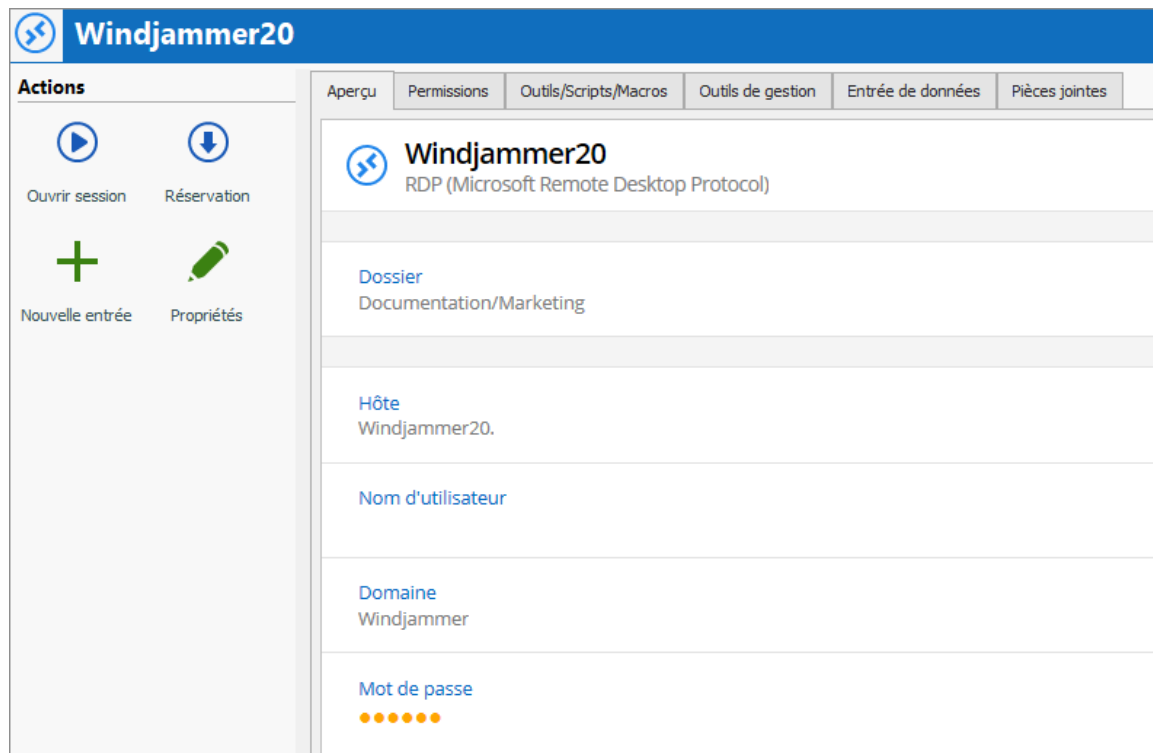 Windjammer20
Actions
Ouvrir session
Réservation
Nouvelle entrée
Propriétés
Aperçu
Permissions
Outils/Scripts/Macros
Outils de gestion
Entrée de données
Pièces jointes
Windjammer20
RDP (Microsoft Remote Desktop Protocol)
Dossier
Documentation/Marketing
Hôte
Windjammer20.
Nom d'utilisateur
Domaine
Windjammer
Mot de passe
●●●●●●